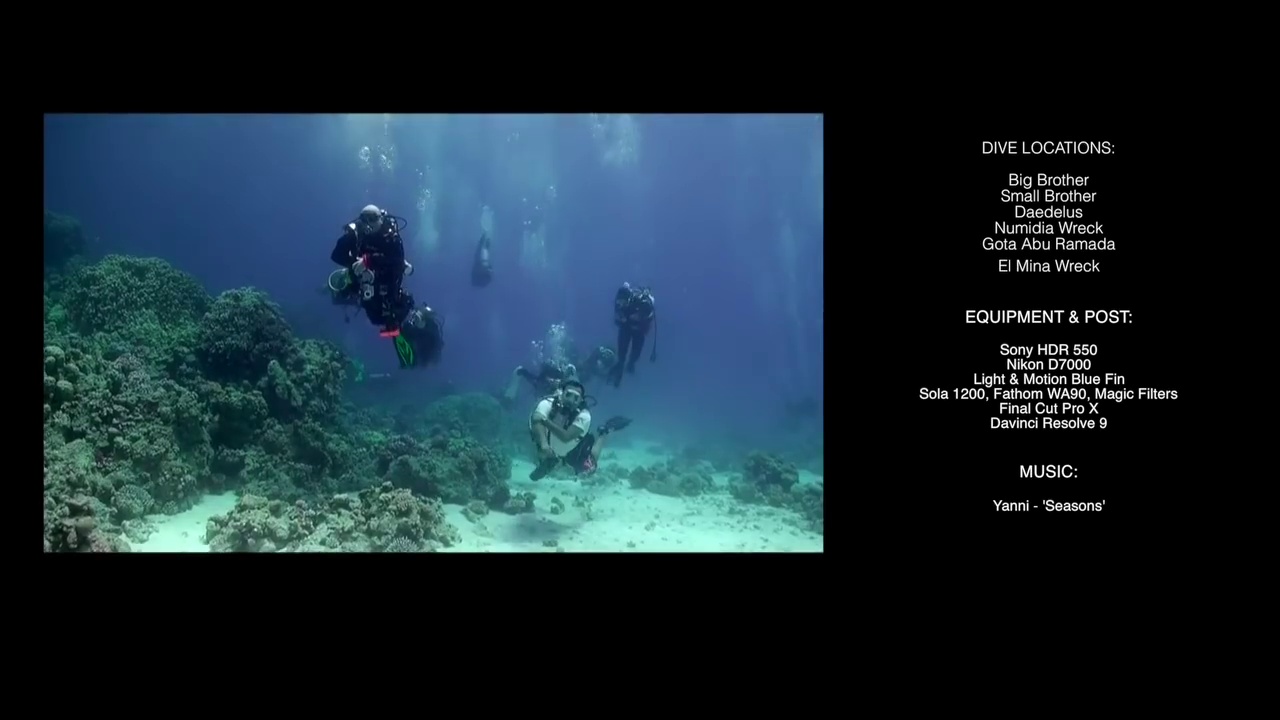 DIVE LOCATIONS:
Big Brother
Small Brother
Daedelus
Numidia Wreck
Gota Abu Ramada
El Mina Wreck
EQUIPMENT & POST:
Sony HDR 550
Nikon D7000
Light & Motion Blue Fin
Sola 1200, Fathom WA90, Magic Filters
Final Cut Pro X
Davinci Resolve 9
MUSIC:
Yanni - 'Seasons'